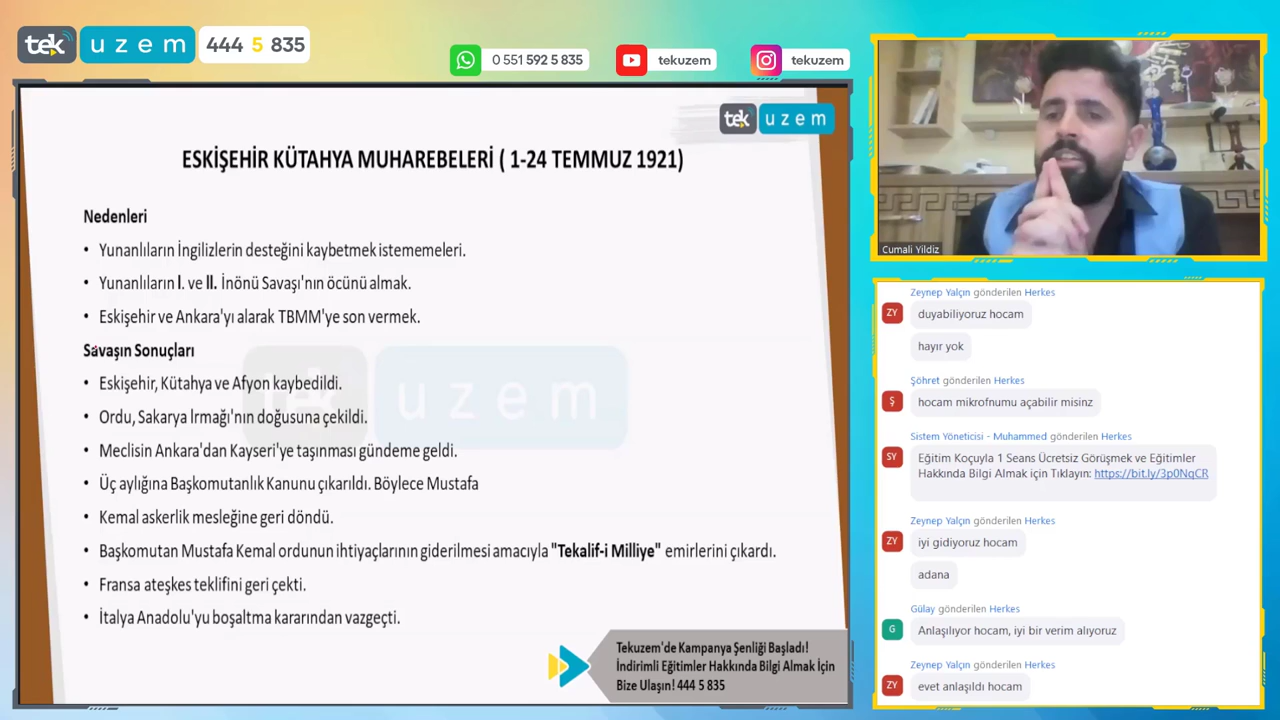 tek uzem 444 5 835
0 551 592 5 835
tekuzem
tekuzem
tek uzem
ESKİŞEHİR KÜTAHYA MUHAREBELERİ ( 1-24 TEMMUZ 1921)
Nedenleri
• Yunanlıların İngilizlerin desteğini kaybetmek istememeleri.
• Yunanlıların I. ve II. İnönü Savaşı'nın öcünü almak.
• Eskişehir ve Ankara'yı alarak TBMM'ye son vermek.
Savaşın Sonuçları
• Eskişehir, Kütahya ve Afyon kaybedildi.
• Ordu, Sakarya Irmağı'nın doğusuna çekildi.
• Meclisin Ankara'dan Kayseri'ye taşınması gündeme geldi.
• Üç aylığına Başkomutanlık Kanunu çıkarıldı. Böylece Mustafa
• Kemal askerlik mesleğine geri döndü.
• Başkomutan Mustafa Kemal ordunun ihtiyaçlarının giderilmesi amacıyla "Tekalif-i Milliye" emirlerini çıkardı.
• Fransa ateşkes teklifini geri çekti.
• İtalya Anadolu'yu boşaltma kararından vazgeçti.
uzem
Tekuzem'de Kampanya Şenliği Başladı!
İndirimli Eğitimler Hakkında Bilgi Almak İçin
Bize Ulaşın! 444 5 835
Cumali Yildiz
Zeynep Yalçın gönderilen Herkes
ZY
duyabiliyoruz hocam
hayır yok
Şöhret gönderilen Herkes
Ş
hocam mikrofnumu açabilir misinz
Sistem Yöneticisi - Muhammed gönderilen Herkes
SY
Eğitim Koçuyla 1 Seans Ücretsiz Görüşmek ve Eğitimler
Hakkında Bilgi Almak için Tıklayın: https://bit.ly/3p0NqCR
Zeynep Yalçın gönderilen Herkes
ZY
iyi gidiyoruz hocam
adana
Gülay gönderilen Herkes
G
Anlaşılıyor hocam, iyi bir verim alıyoruz
Zeynep Yalçın gönderilen Herkes
ZY
evet anlaşıldı hocam